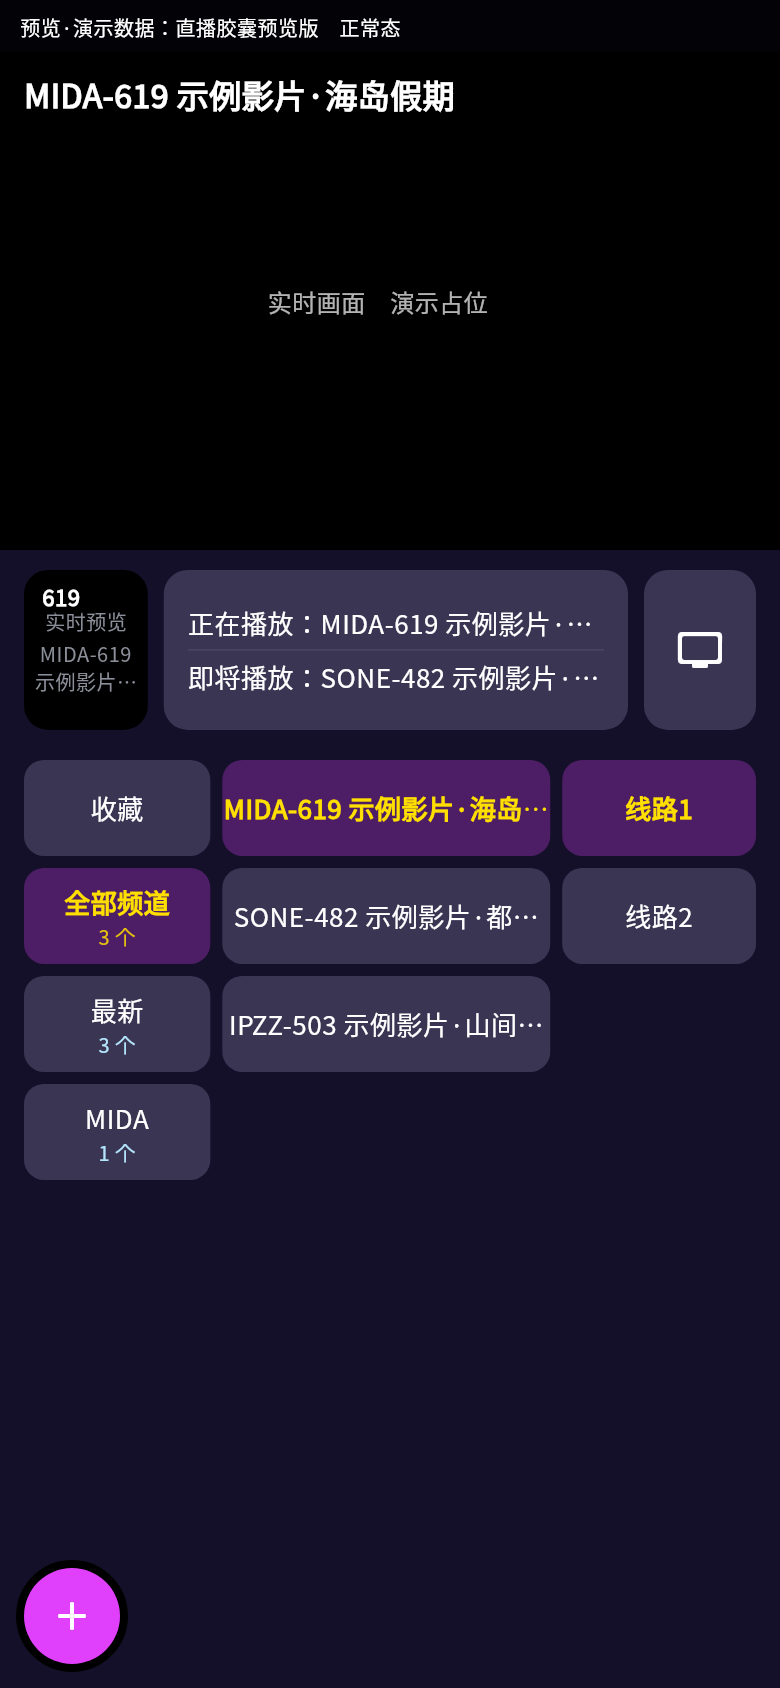 预览·演示数据：直播胶囊预览版　正常态
MIDA-619 示例影片·海岛假期
实时画面　演示占位
619
实时预览
MIDA-619
示例影片…
正在播放：MIDA-619 示例影片·…
即将播放：SONE-482 示例影片·…
收藏
MIDA-619 示例影片·海岛…
线路1
全部频道
3 个
SONE-482 示例影片·都…
线路2
最新
3 个
IPZZ-503 示例影片·山间…
MIDA
1 个